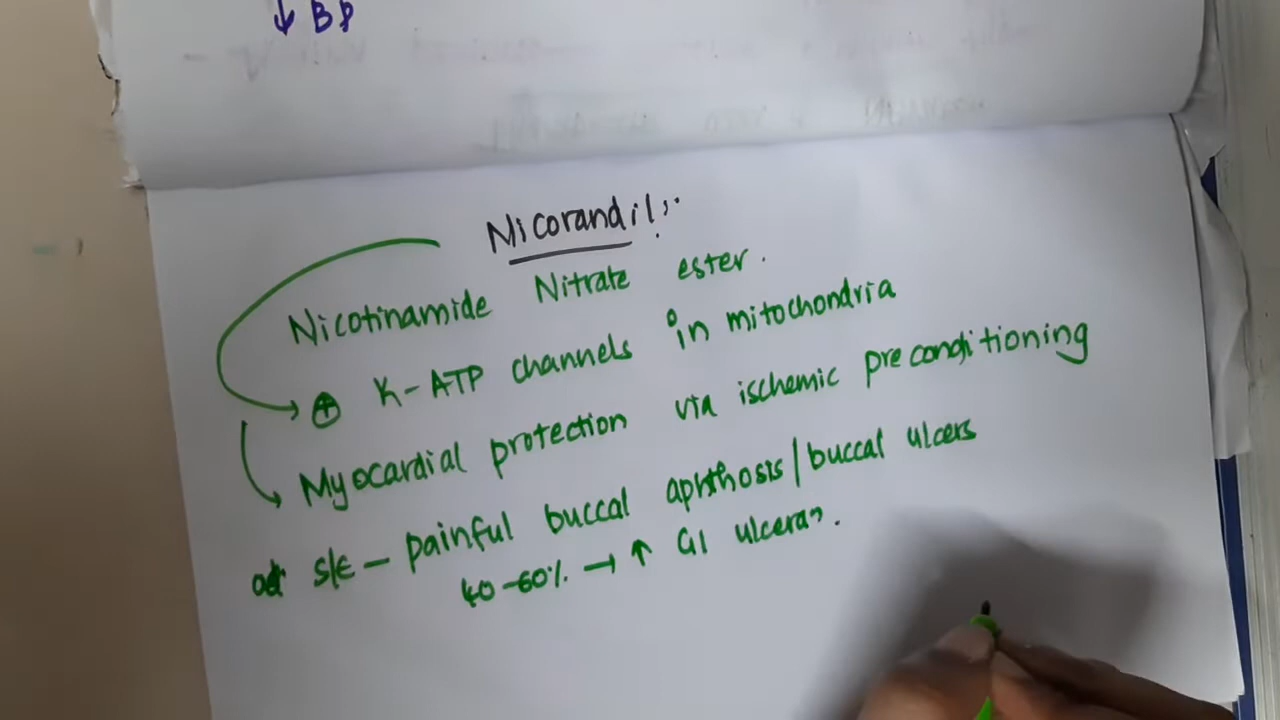 ↓ BP
Nicorandil:-
Nicotinamide Nitrate ester.
⊕ K-ATP channels in mitochondria
Myocardial protection via ischemic preconditioning
S/E - painful buccal aphthosis/buccal ulcers
40-60% → ↑ GI ulceran.